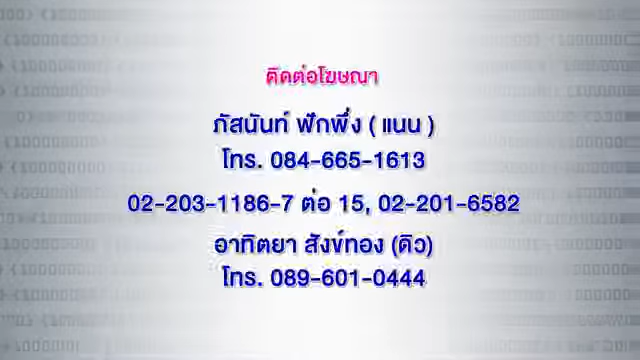 ติดต่อโฆษณา
ภัสนันท์ ฟักพึ่ง ( แนน )
โทร. 084-665-1613
02-203-1186-7 ต่อ 15, 02-201-6582
อาทิตยา สังข์ทอง (ดิว)
โทร. 089-601-0444